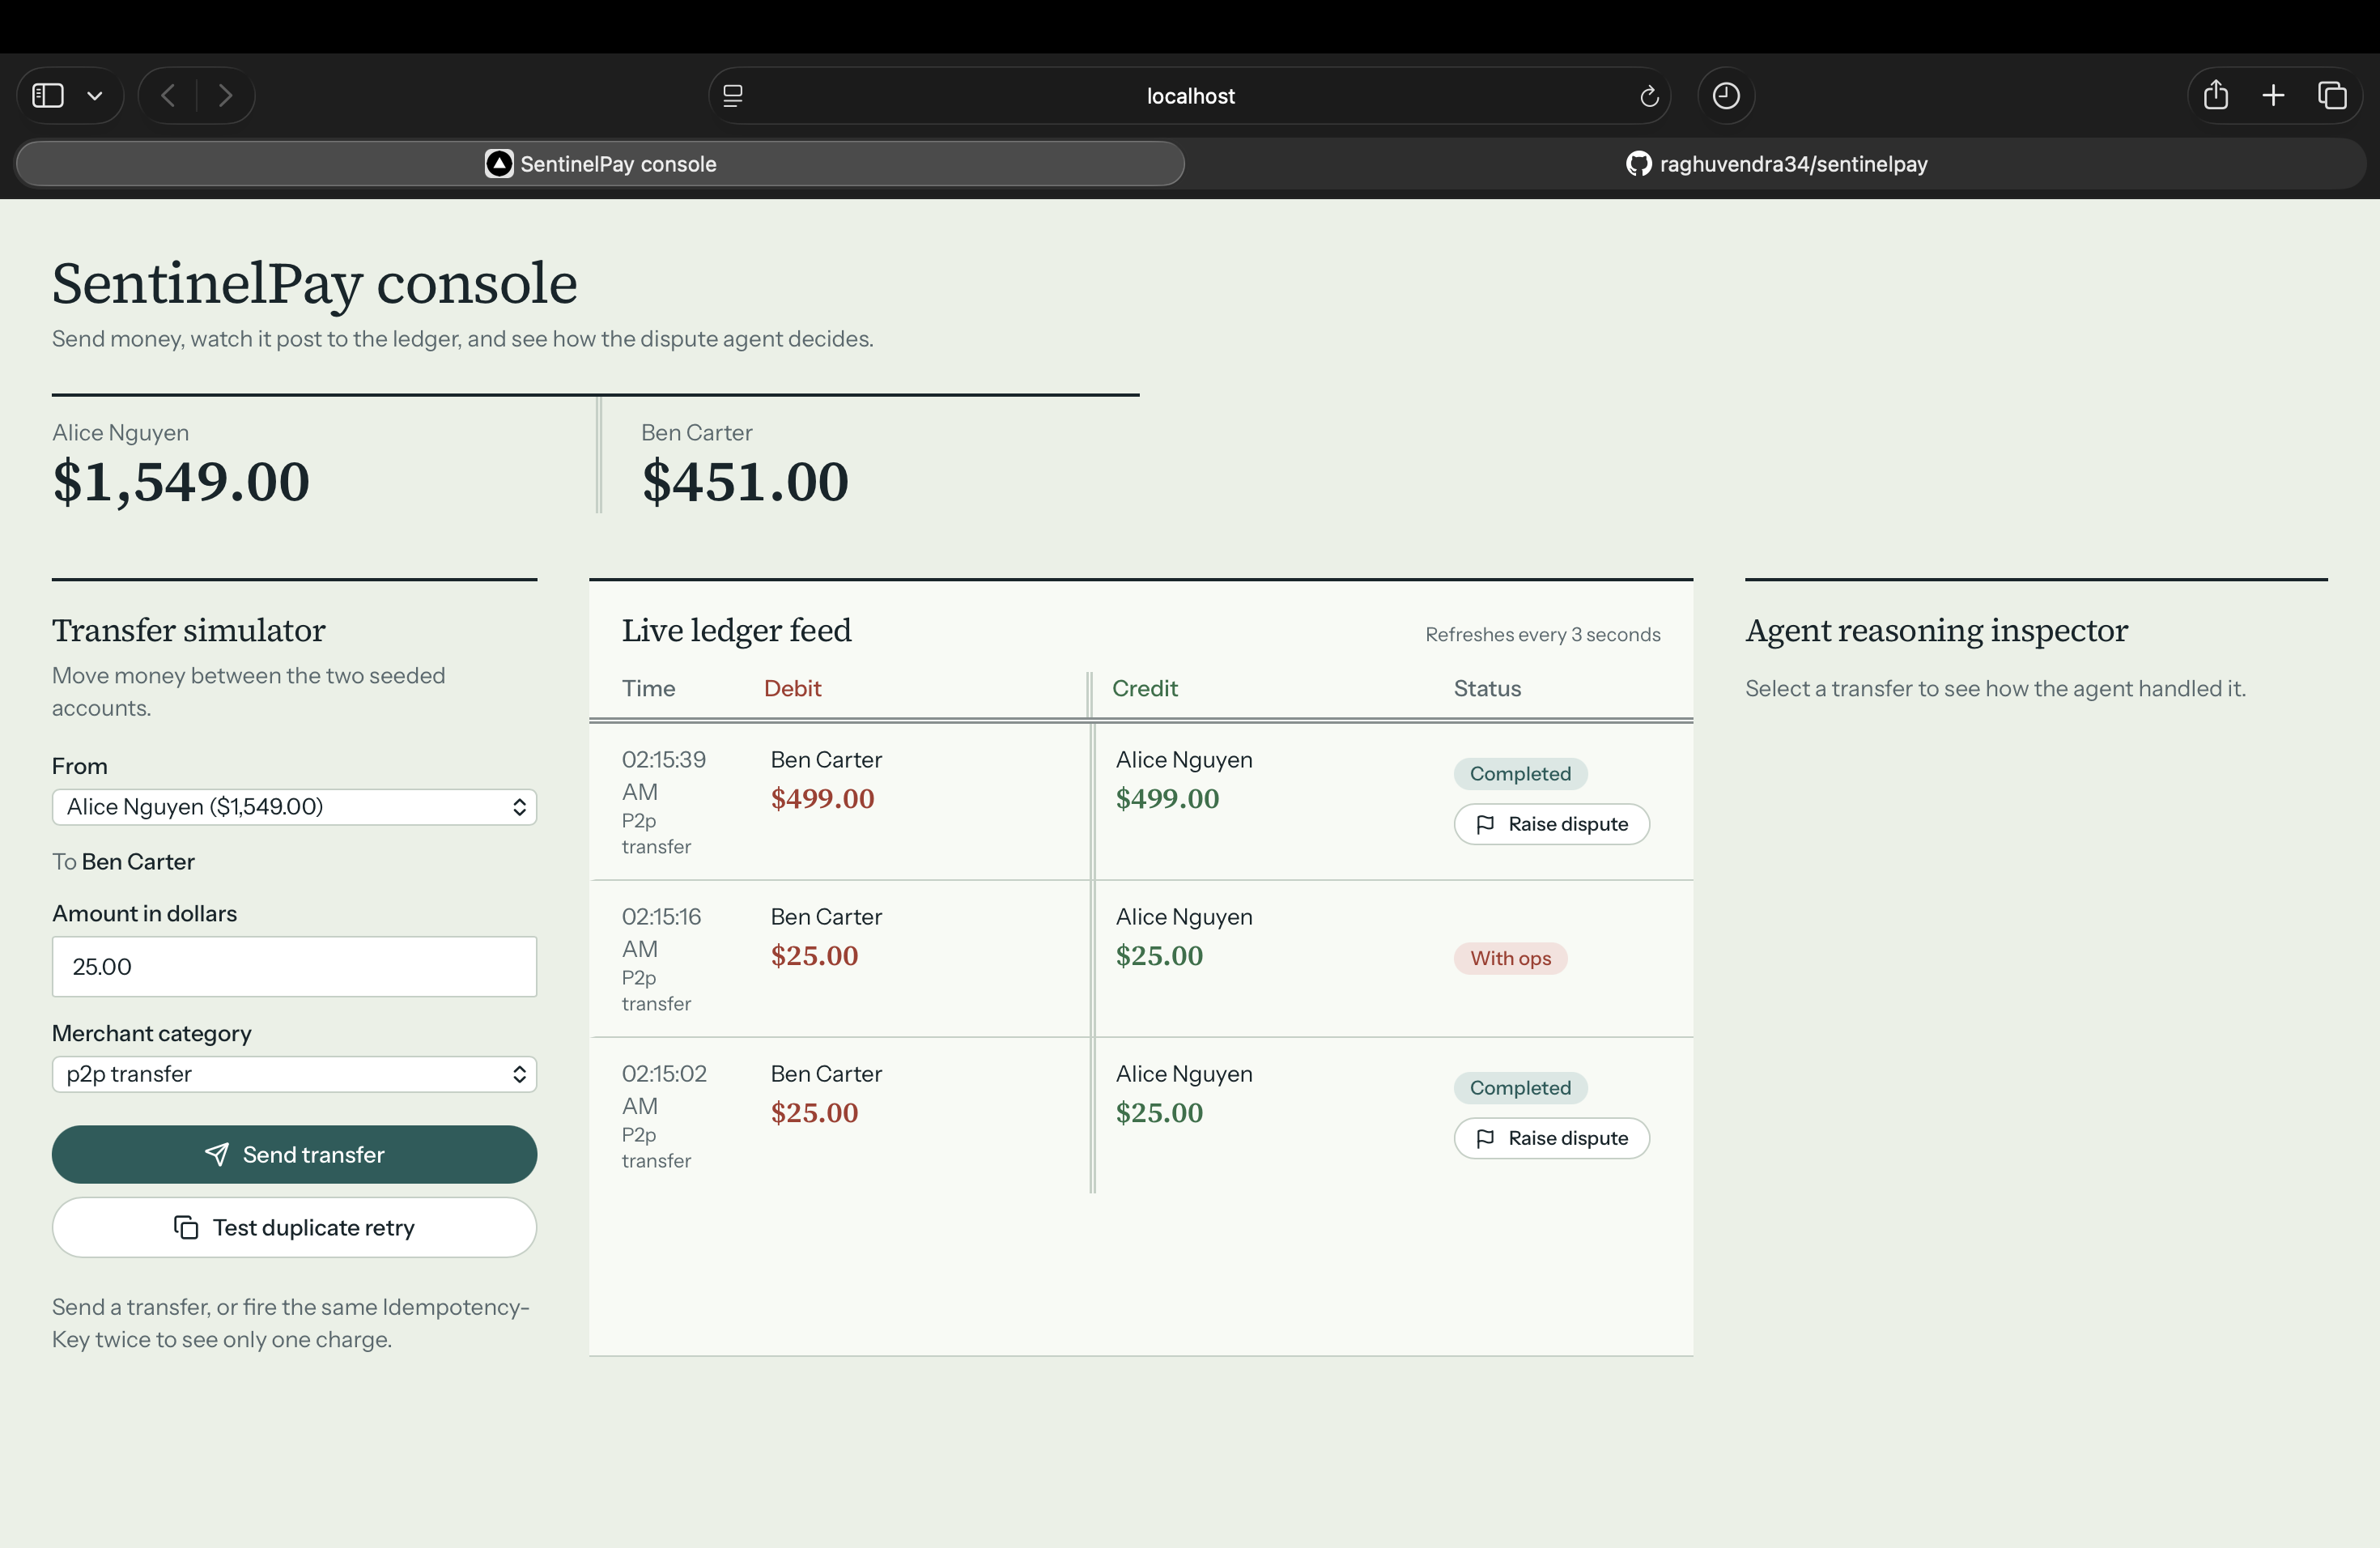 localhost
SentinelPay console
raghuvendra34/sentinelpay
SentinelPay console
Send money, watch it post to the ledger, and see how the dispute agent decides.
Alice Nguyen
$1,549.00
Ben Carter
$451.00
Transfer simulator
Move money between the two seeded
accounts.
From
Alice Nguyen ($1,549.00)
To Ben Carter
Amount in dollars
25.00
Merchant category
p2p transfer
Send transfer
Test duplicate retry
Send a transfer, or fire the same Idempotency-
Key twice to see only one charge.
Live ledger feed
Refreshes every 3 seconds
Time Debit Credit Status
02:15:39
AM
P2p
transfer
Ben Carter
$499.00
Alice Nguyen
$499.00
Completed
Raise dispute
02:15:16
AM
P2p
transfer
Ben Carter
$25.00
Alice Nguyen
$25.00
With ops
02:15:02
AM
P2p
transfer
Ben Carter
$25.00
Alice Nguyen
$25.00
Completed
Raise dispute
Agent reasoning inspector
Select a transfer to see how the agent handled it.